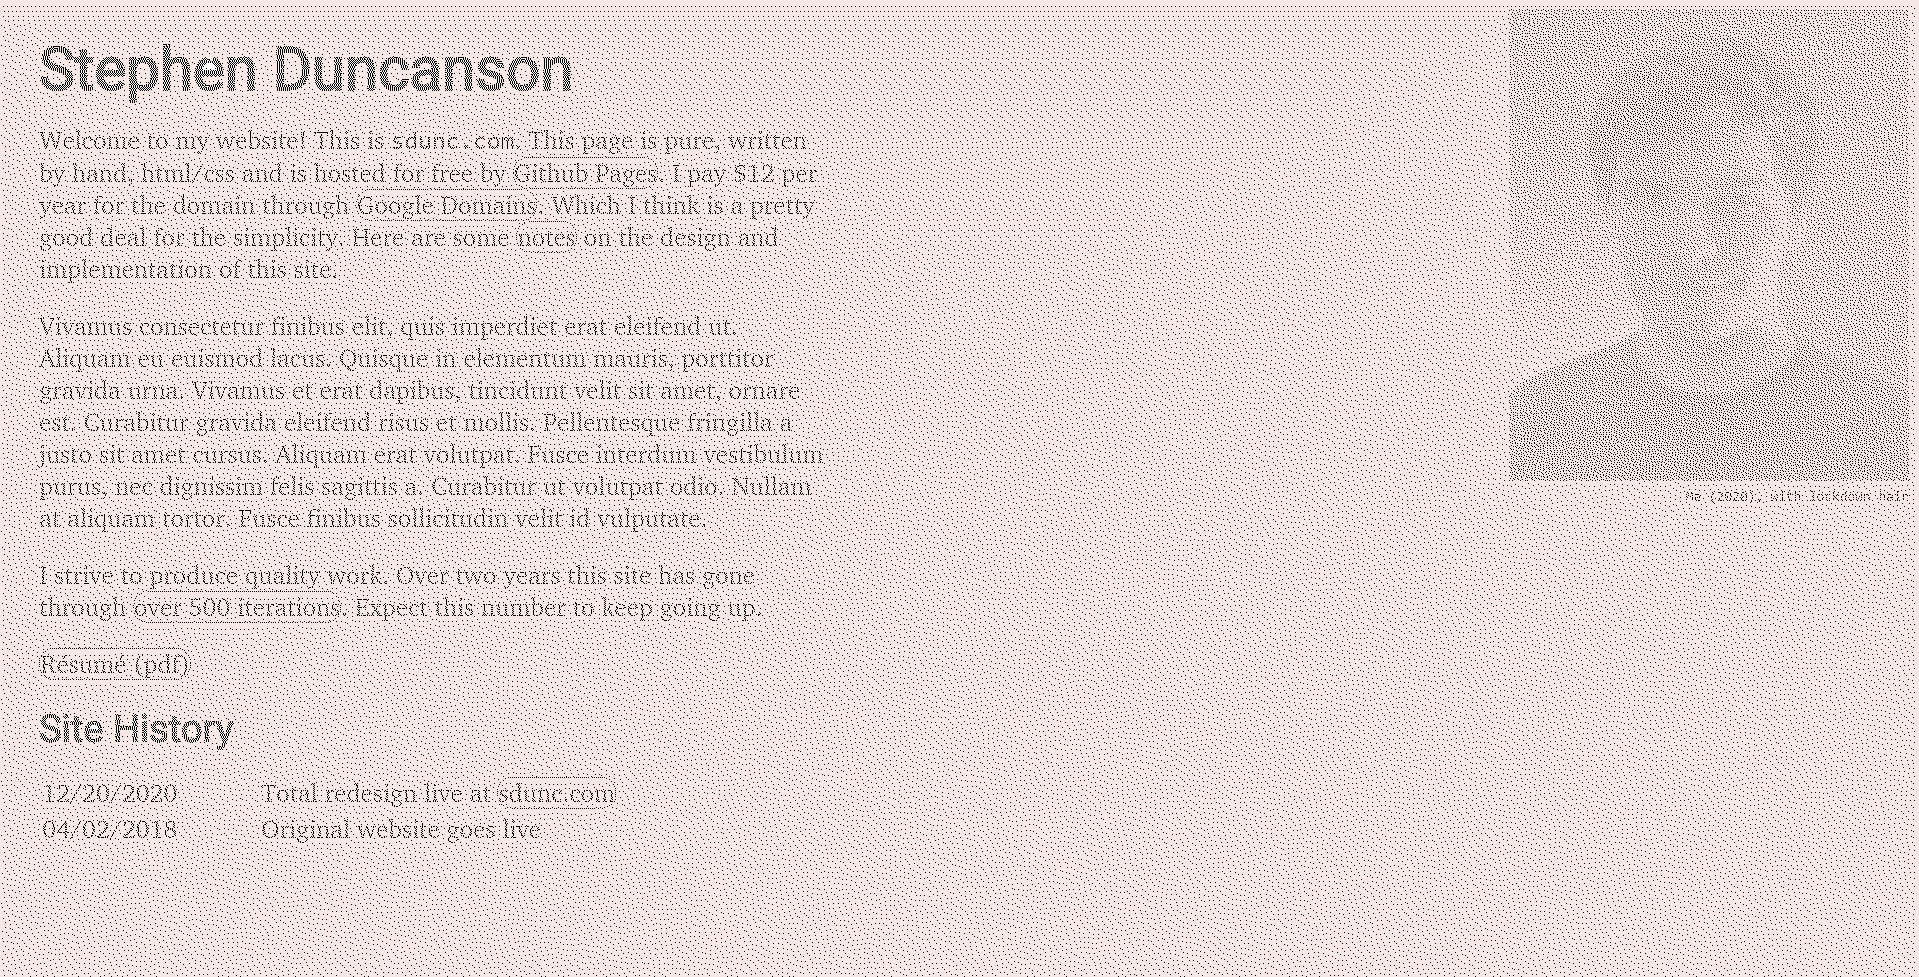 Stephen Duncanson
Welcome to my website! This is sdunc.com. This page is pure, written
by hand, html/css and is hosted for free by Github Pages. I pay $12 per
year for the domain through Google Domains. Which I think is a pretty
good deal for the simplicity. Here are some notes on the design and
implementation of this site.
Vivamus consectetur finibus elit, quis imperdiet erat eleifend ut.
Aliquam eu euismod lacus. Quisque in elementum mauris, porttitor
gravida urna. Vivamus et erat dapibus, tincidunt velit sit amet, ornare
est. Curabitur gravida eleifend risus et mollis. Pellentesque fringilla a
justo sit amet cursus. Aliquam erat volutpat. Fusce interdum vestibulum
purus, nec dignissim felis sagittis a. Curabitur ut volutpat odio. Nullam
at aliquam tortor. Fusce finibus sollicitudin velit id vulputate.
I strive to produce quality work. Over two years this site has gone
through over 500 iterations. Expect this number to keep going up.
Résumé (pdf)
Site History
12/20/2020 Total redesign live at sdunc.com
04/02/2018 Original website goes live
Me (2020), with lockdown hair